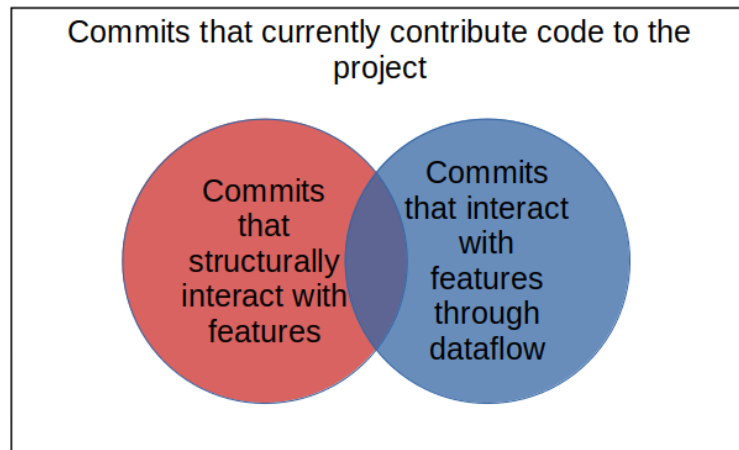 Commits that currently contribute code to the
project
Commits
that
structurally
interact with
features
Commits
that interact
with
features
through
dataflow